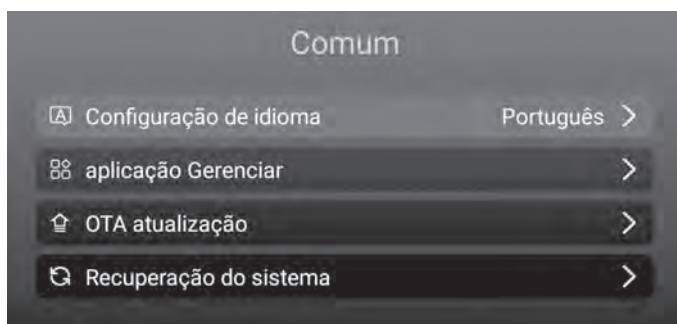 Comum
Configuração de idioma Português
aplicação Gerenciar
OTA atualização
Recuperação do sistema